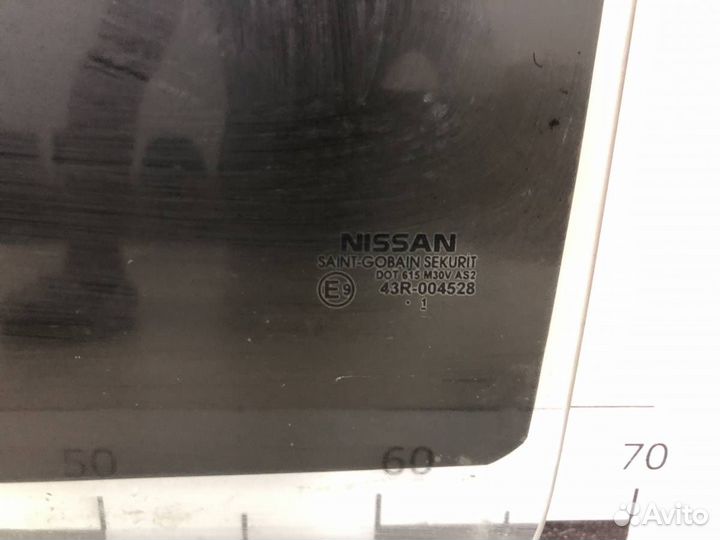 NISSAN
SAINT-GOBAIN SEKURIT
DOT 615 M30V AS2
E9 43R-004528
. 1
50 60 70
Avito